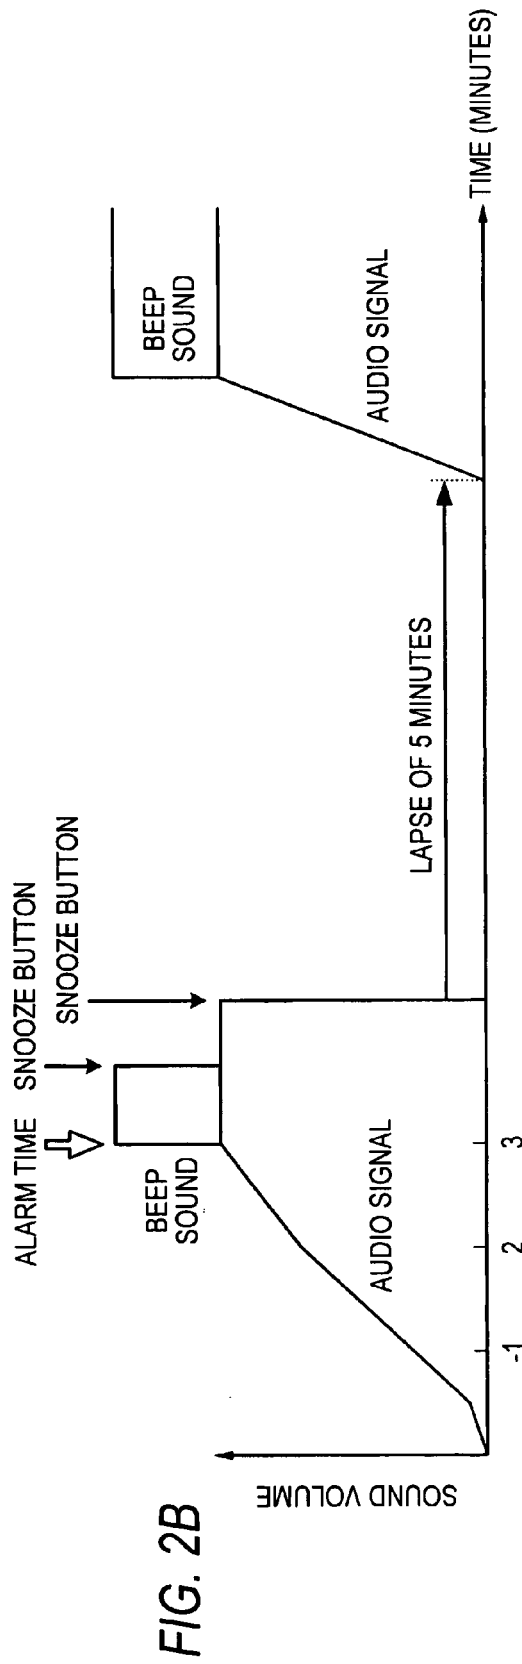 FIG. 2B
ALARM TIME
SNOOZE BUTTON
SNOOZE BUTTON
BEEP
SOUND
BEEP
SOUND
AUDIO SIGNAL
AUDIO SIGNAL
LAPSE OF 5 MINUTES
SOUND VOLUME
-1
2
3
TIME (MINUTES)